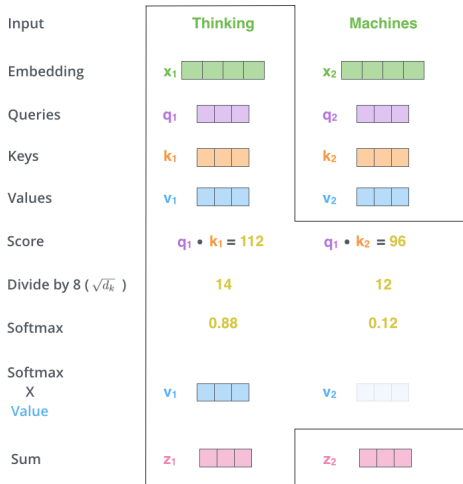 Input Thinking Machines
Embedding x1 x2
Queries q1 q2
Keys k1 k2
Values v1 v2
Score q1 • k1 = 112 q1 • k2 = 96
Divide by 8 ( √dk ) 14 12
Softmax 0.88 0.12
Softmax
X v1 v2
Value
Sum z1 z2